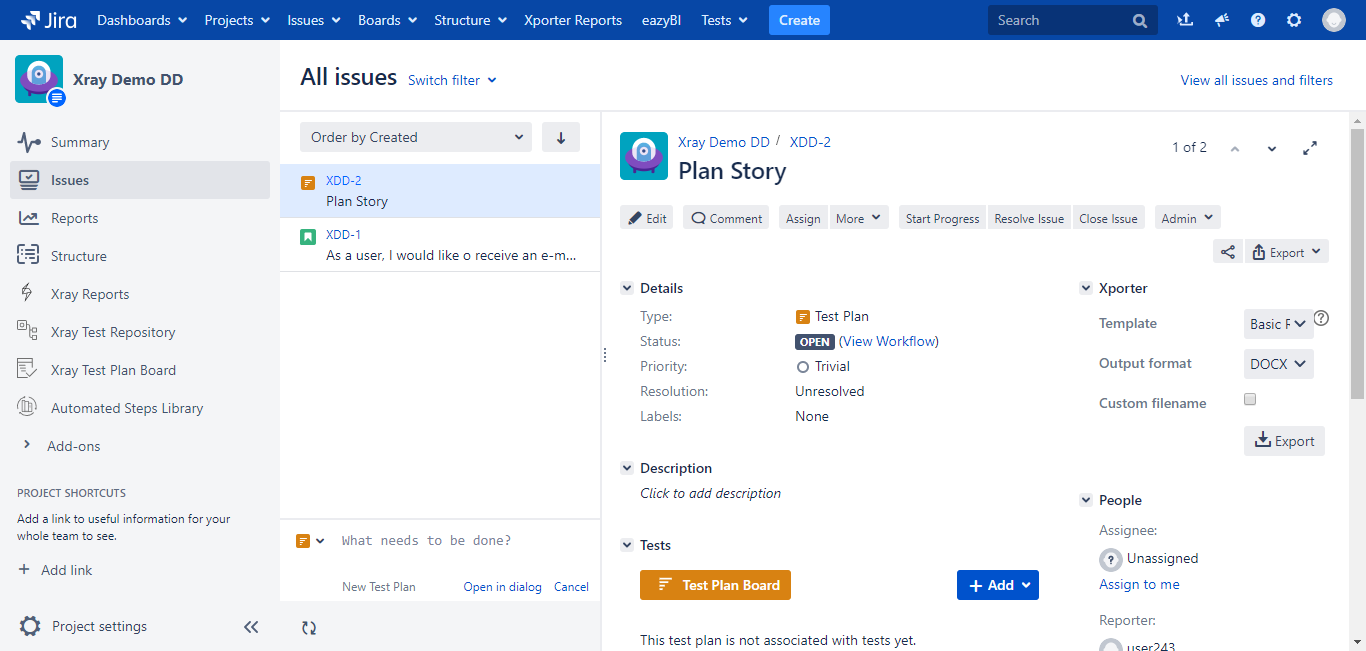 Jira Dashboards Projects Issues Boards Structure Xporter Reports eazyBI Tests Create Search
Xray Demo DD
Summary
Issues
Reports
Structure
Xray Reports
Xray Test Repository
Xray Test Plan Board
Automated Steps Library
Add-ons
PROJECT SHORTCUTS
Add a link to useful information for your
whole team to see.
+ Add link
Project settings
All issues Switch filter
View all issues and filters
Order by Created
XDD-2
Plan Story
XDD-1
As a user, I would like o receive an e-m...
What needs to be done?
New Test Plan Open in dialog Cancel
Xray Demo DD / XDD-2
Plan Story
1 of 2
Edit Comment Assign More Start Progress Resolve Issue Close Issue Admin
Export
Details
Type: Test Plan
Status: OPEN (View Workflow)
Priority: Trivial
Resolution: Unresolved
Labels: None
Description
Click to add description
Tests
Test Plan Board + Add
This test plan is not associated with tests yet.
Xporter
Template Basic
Output format DOCX
Custom filename
Export
People
Assignee:
Unassigned
Assign to me
Reporter:
user243